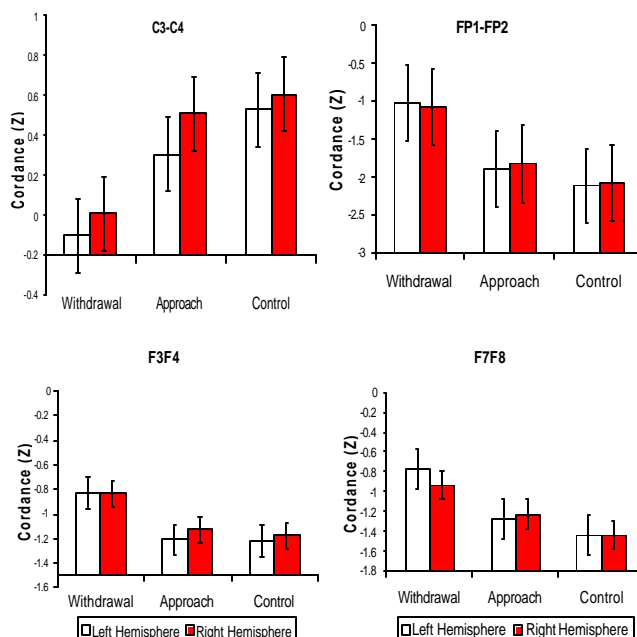 C3-C4
Cordance (Z)
1
0.8
0.6
0.4
0.2
0
-0.2
-0.4
Withdrawal Approach Control
FP1-FP2
Cordance (Z)
0
-0.5
-1
-1.5
-2
-2.5
-3
Withdrawal Approach Control
F3F4
Cordance (Z)
0
-0.2
-0.4
-0.6
-0.8
-1
-1.2
-1.4
-1.6
Withdrawal Approach Control
Left Hemisphere Right Hemisphere
F7F8
Cordance (Z)
0
-0.2
-0.4
-0.6
-0.8
-1
-1.2
-1.4
-1.6
-1.8
Withdrawal Approach Control
Left Hemisphere Right Hemisphere